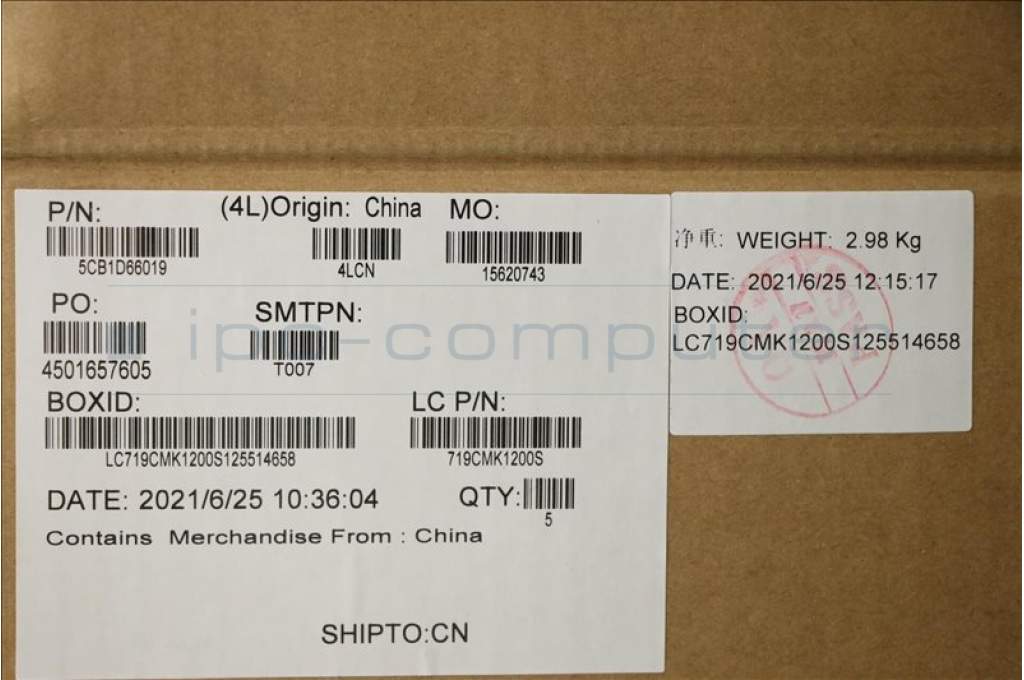 P/N:
5CB1D66019
(4L)Origin: China
4LCN
MO:
15620743
PO:
4501657605
SMTPN:
T007
BOXID:
LC719CMK1200S125514658
LC P/N:
719CMK1200S
DATE: 2021/6/25 10:36:04
QTY:
5
Contains Merchandise From : China
SHIPTO:CN
净重: WEIGHT: 2.98 Kg
DATE: 2021/6/25 12:15:17
BOXID:
LC719CMK1200S125514658
ipc-computer